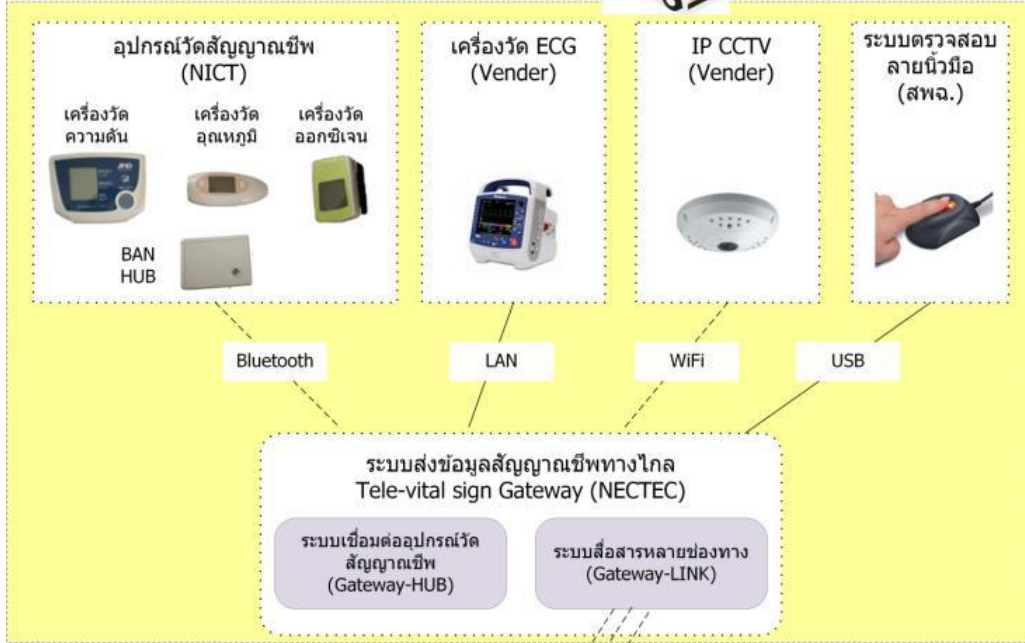 อุปกรณ์วัดสัญญาณชีพ
(NICT)
เครื่องวัด
ความดัน
เครื่องวัด
อุณหภูมิ
เครื่องวัด
ออกซิเจน
BAN
HUB
เครื่องวัด ECG
(Vender)
IP CCTV
(Vender)
ระบบตรวจสอบ
ลายนิ้วมือ
(สพฉ.)
Bluetooth
LAN
WiFi
USB
ระบบส่งข้อมูลสัญญาณชีพทางไกล
Tele-vital sign Gateway (NECTEC)
ระบบเชื่อมต่ออุปกรณ์วัด
สัญญาณชีพ
(Gateway-HUB)
ระบบสื่อสารหลายช่องทาง
(Gateway-LINK)